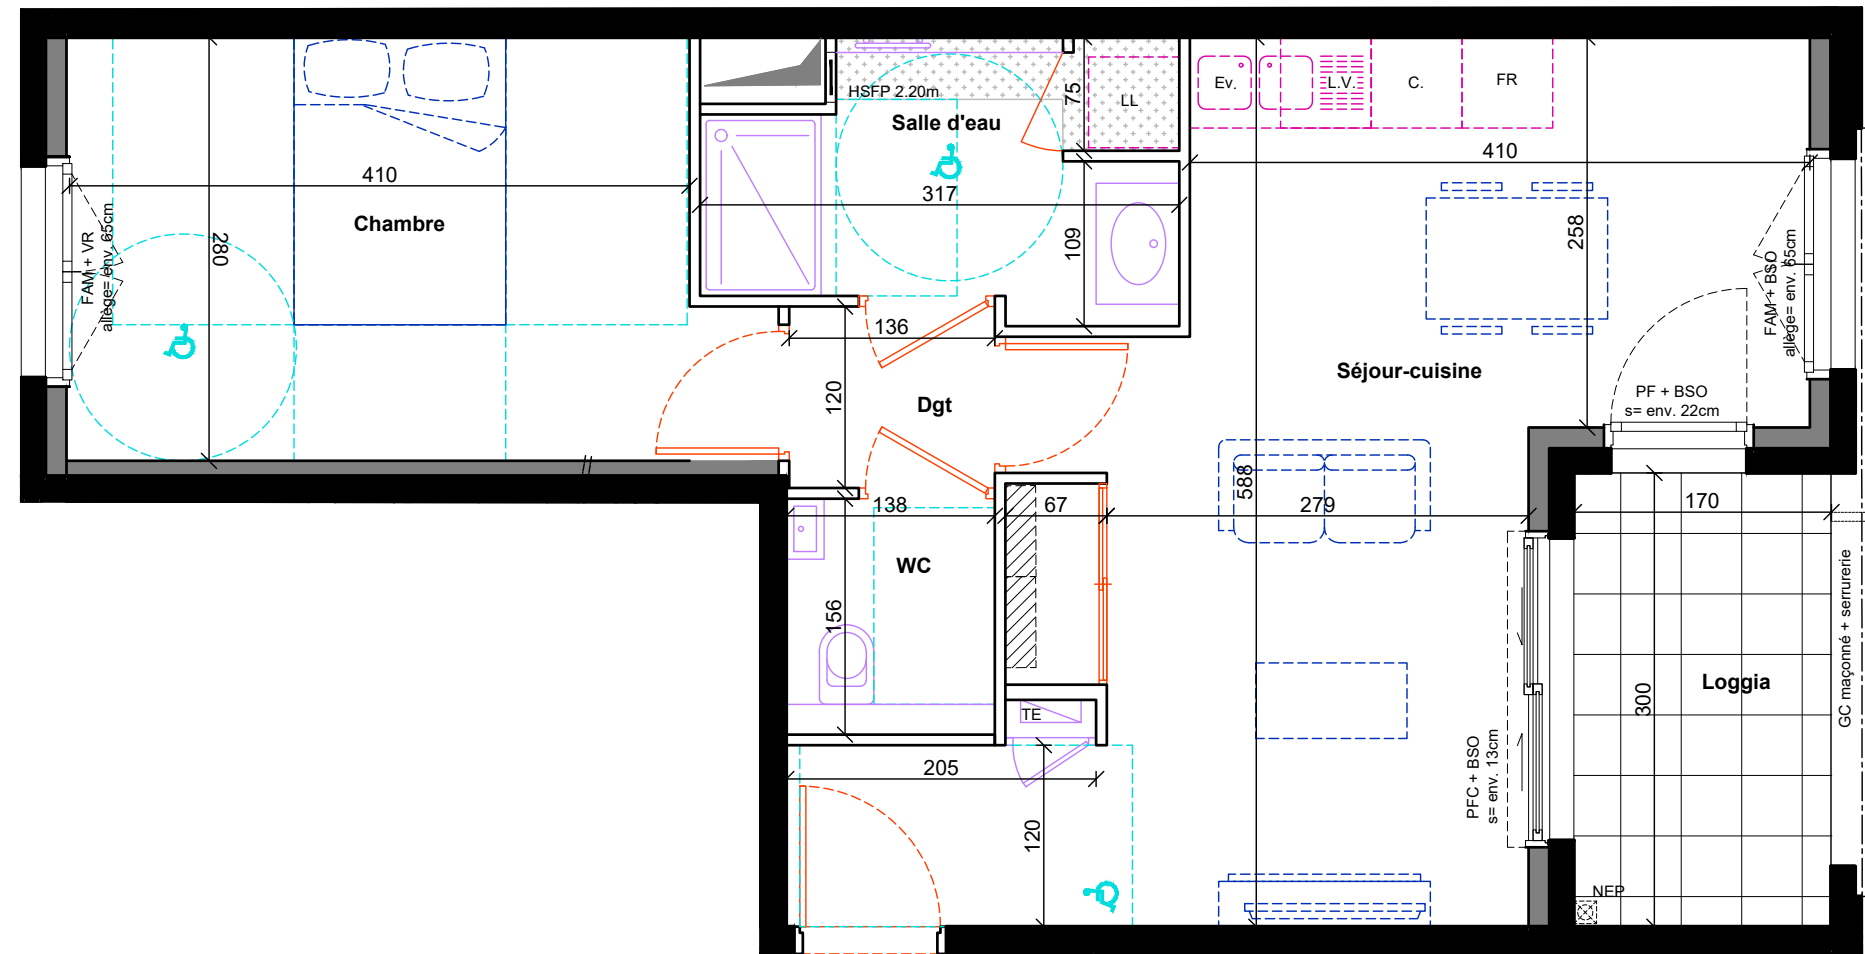 HSFP 2.20m
Salle d'eau
75
LL
Ev.
L.V.
C.
FR
410
Chambre
280
FAM + VR
allège= env. 65cm
317
109
410
258
FAM + BSO
allège= env. 65cm
136
120
Dgt
Séjour-cuisine
PF + BSO
s= env. 22cm
138
67
588
279
170
WC
156
TE
205
120
PFC + BSO
s= env. 13cm
300
Loggia
GC maçonné + serrurerie
NEP